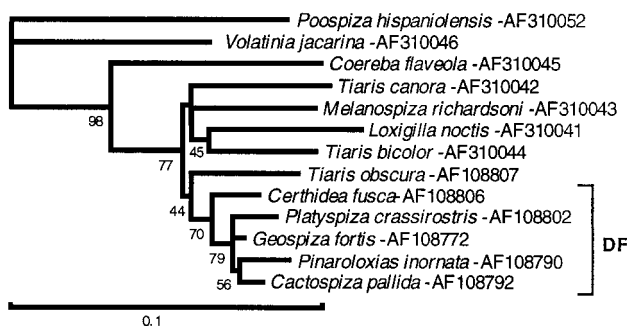 Poospiza hispaniolensis -AF310052
Volatinia jacarina -AF310046
Coereba flaveola -AF310045
Tiaris canora -AF310042
98
Melanospiza richardsoni -AF310043
Loxigilla noctis -AF310041
77
45
Tiaris bicolor -AF310044
Tiaris obscura -AF108807
44
Certhidea fusca-AF108806
Platyspiza crassirostris -AF108802
70
Geospiza fortis -AF108772
DF
79
Pinaroloxias inornata -AF108790
56
Cactospiza pallida -AF108792
0.1